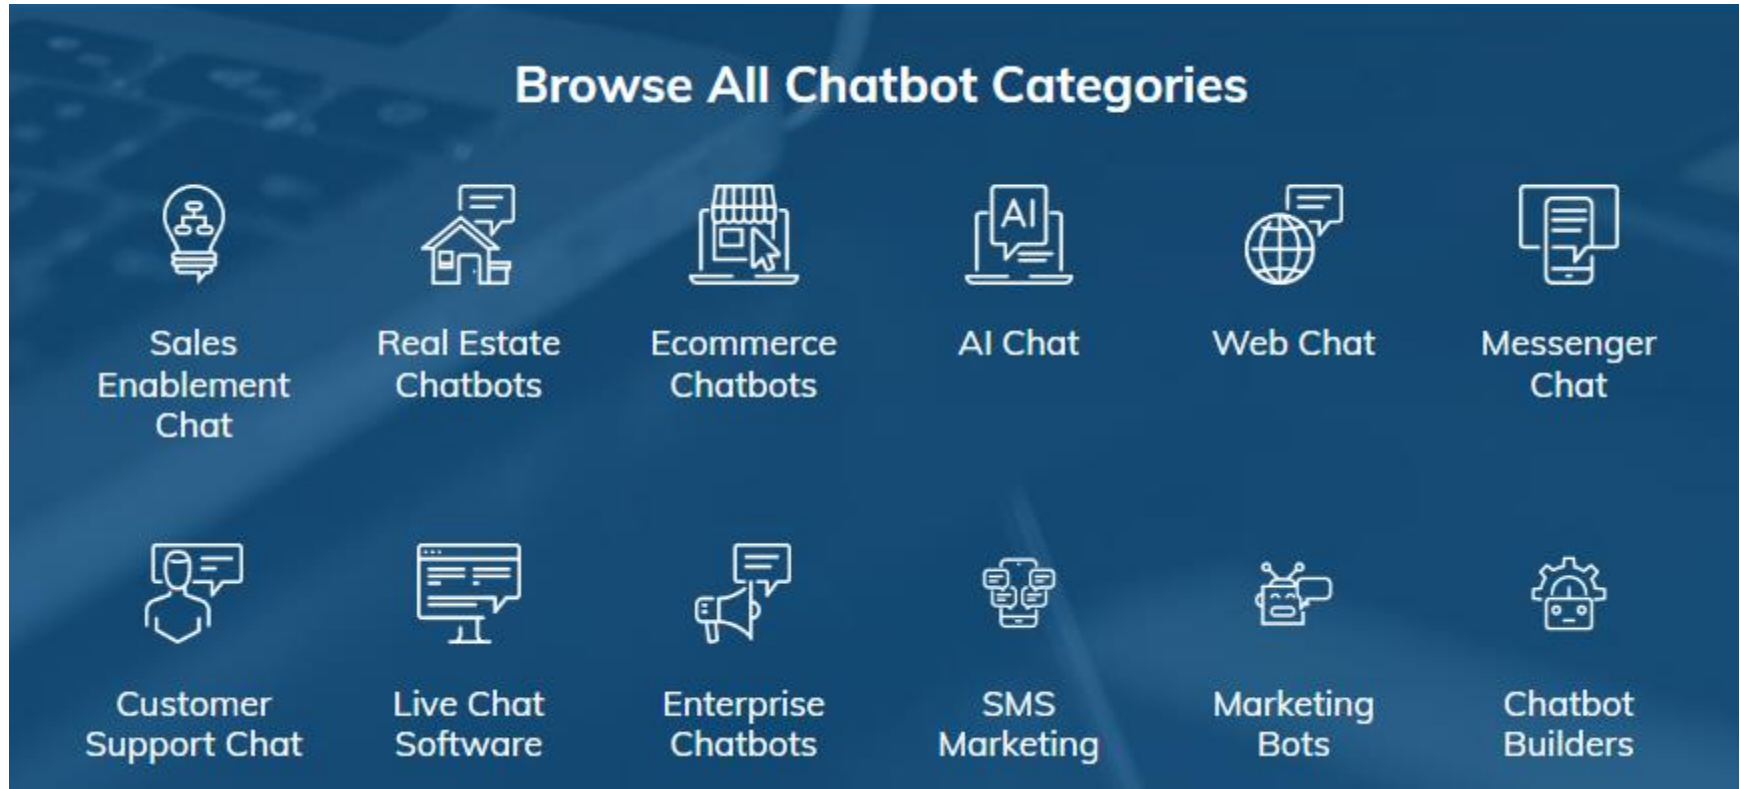 Browse All Chatbot Categories
AI
Sales
Enablement
Chat
Real Estate
Chatbots
Ecommerce
Chatbots
AI Chat
Web Chat
Messenger
Chat
Customer
Support Chat
Live Chat
Software
Enterprise
Chatbots
SMS
Marketing
Marketing
Bots
Chatbot
Builders